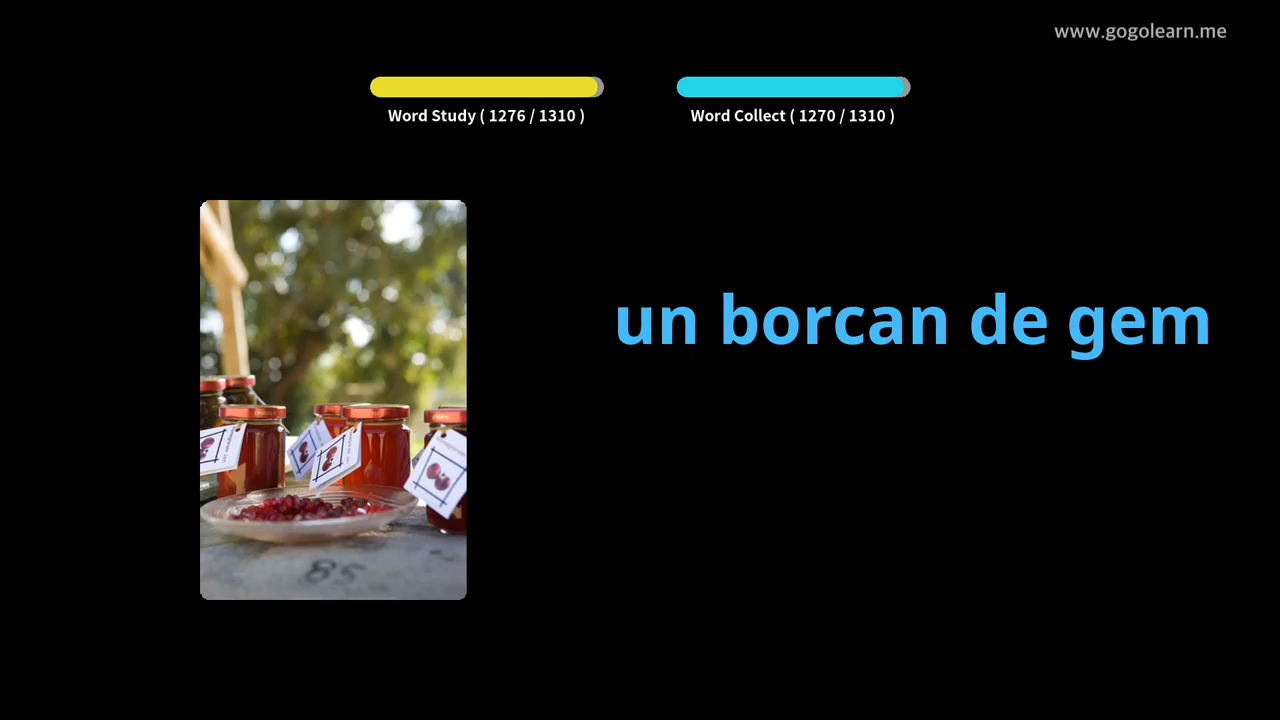 www.gogolearn.me
Word Study ( 1276 / 1310 )
Word Collect ( 1270 / 1310 )
un borcan de gem
85